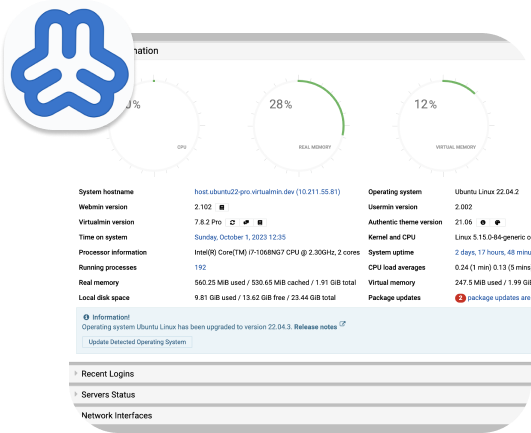 mation
0%
CPU
28%
REAL MEMORY
12%
VIRTUAL MEMORY
System hostname host.ubuntu22-pro.virtualmin.dev (10.211.55.81) Operating system Ubuntu Linux 22.04.2
Webmin version 2.102 Usermin version 2.002
Virtualmin version 7.8.2 Pro Authentic theme version 21.06
Time on system Sunday, October 1, 2023 12:35 Kernel and CPU Linux 5.15.0-84-generic o
Processor information Intel(R) Core(TM) i7-1068NG7 CPU @ 2.30GHz, 2 cores System uptime 2 days, 17 hours, 48 minu
Running processes 192 CPU load averages 0.24 (1 min) 0.13 (5 mins
Real memory 560.25 MiB used / 530.65 MiB cached / 1.91 GiB total Virtual memory 247.5 MiB used / 1.99 GiB
Local disk space 9.81 GiB used / 13.62 GiB free / 23.44 GiB total Package updates 2 package updates are
Information!
Operating system Ubuntu Linux has been upgraded to version 22.04.3. Release notes
Update Detected Operating System
Recent Logins
Servers Status
Network Interfaces